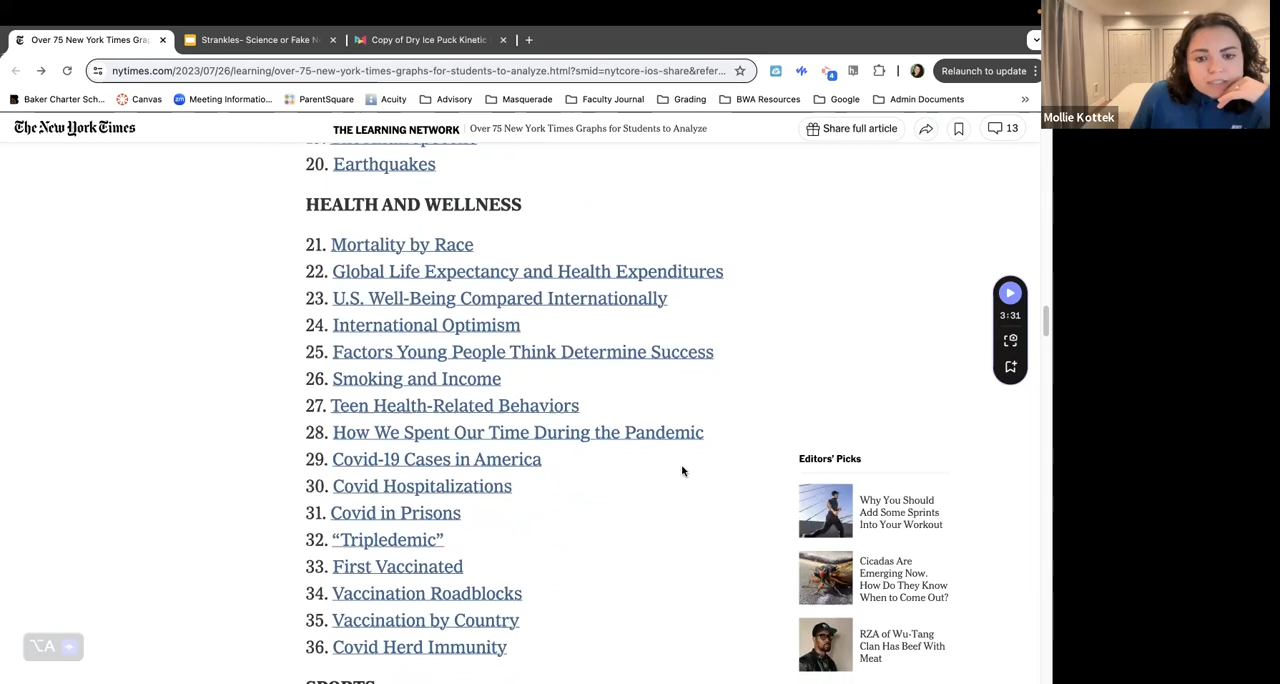 Over 75 New York Times Gra
Strankles- Science or Fake N
Copy of Dry Ice Puck Kinetic
nytimes.com/2023/07/26/learning/over-75-new-york-times-graphs-for-students-to-analyze.html?smid=nytcore-ios-share&refer...
4
Relaunch to update
Baker Charter Sch...
Canvas
zm Meeting Informatio...
ParentSquare
Acuity
Advisory
Masquerade
Faculty Journal
Grading
BWA Resources
Google
Admin Documents
»
Mollie Kottek
The New York Times
THE LEARNING NETWORK | Over 75 New York Times Graphs for Students to Analyze
Share full article
13
20. Earthquakes
HEALTH AND WELLNESS
21. Mortality by Race
22. Global Life Expectancy and Health Expenditures
23. U.S. Well-Being Compared Internationally
24. International Optimism
25. Factors Young People Think Determine Success
26. Smoking and Income
27. Teen Health-Related Behaviors
28. How We Spent Our Time During the Pandemic
29. Covid-19 Cases in America
30. Covid Hospitalizations
31. Covid in Prisons
32. “Tripledemic”
33. First Vaccinated
34. Vaccination Roadblocks
35. Vaccination by Country
36. Covid Herd Immunity
SPORTS
3:31
Editors’ Picks
Why You Should
Add Some Sprints
Into Your Workout
Cicadas Are
Emerging Now.
How Do They Know
When to Come Out?
RZA of Wu-Tang
Clan Has Beef With
Meat
⌥A